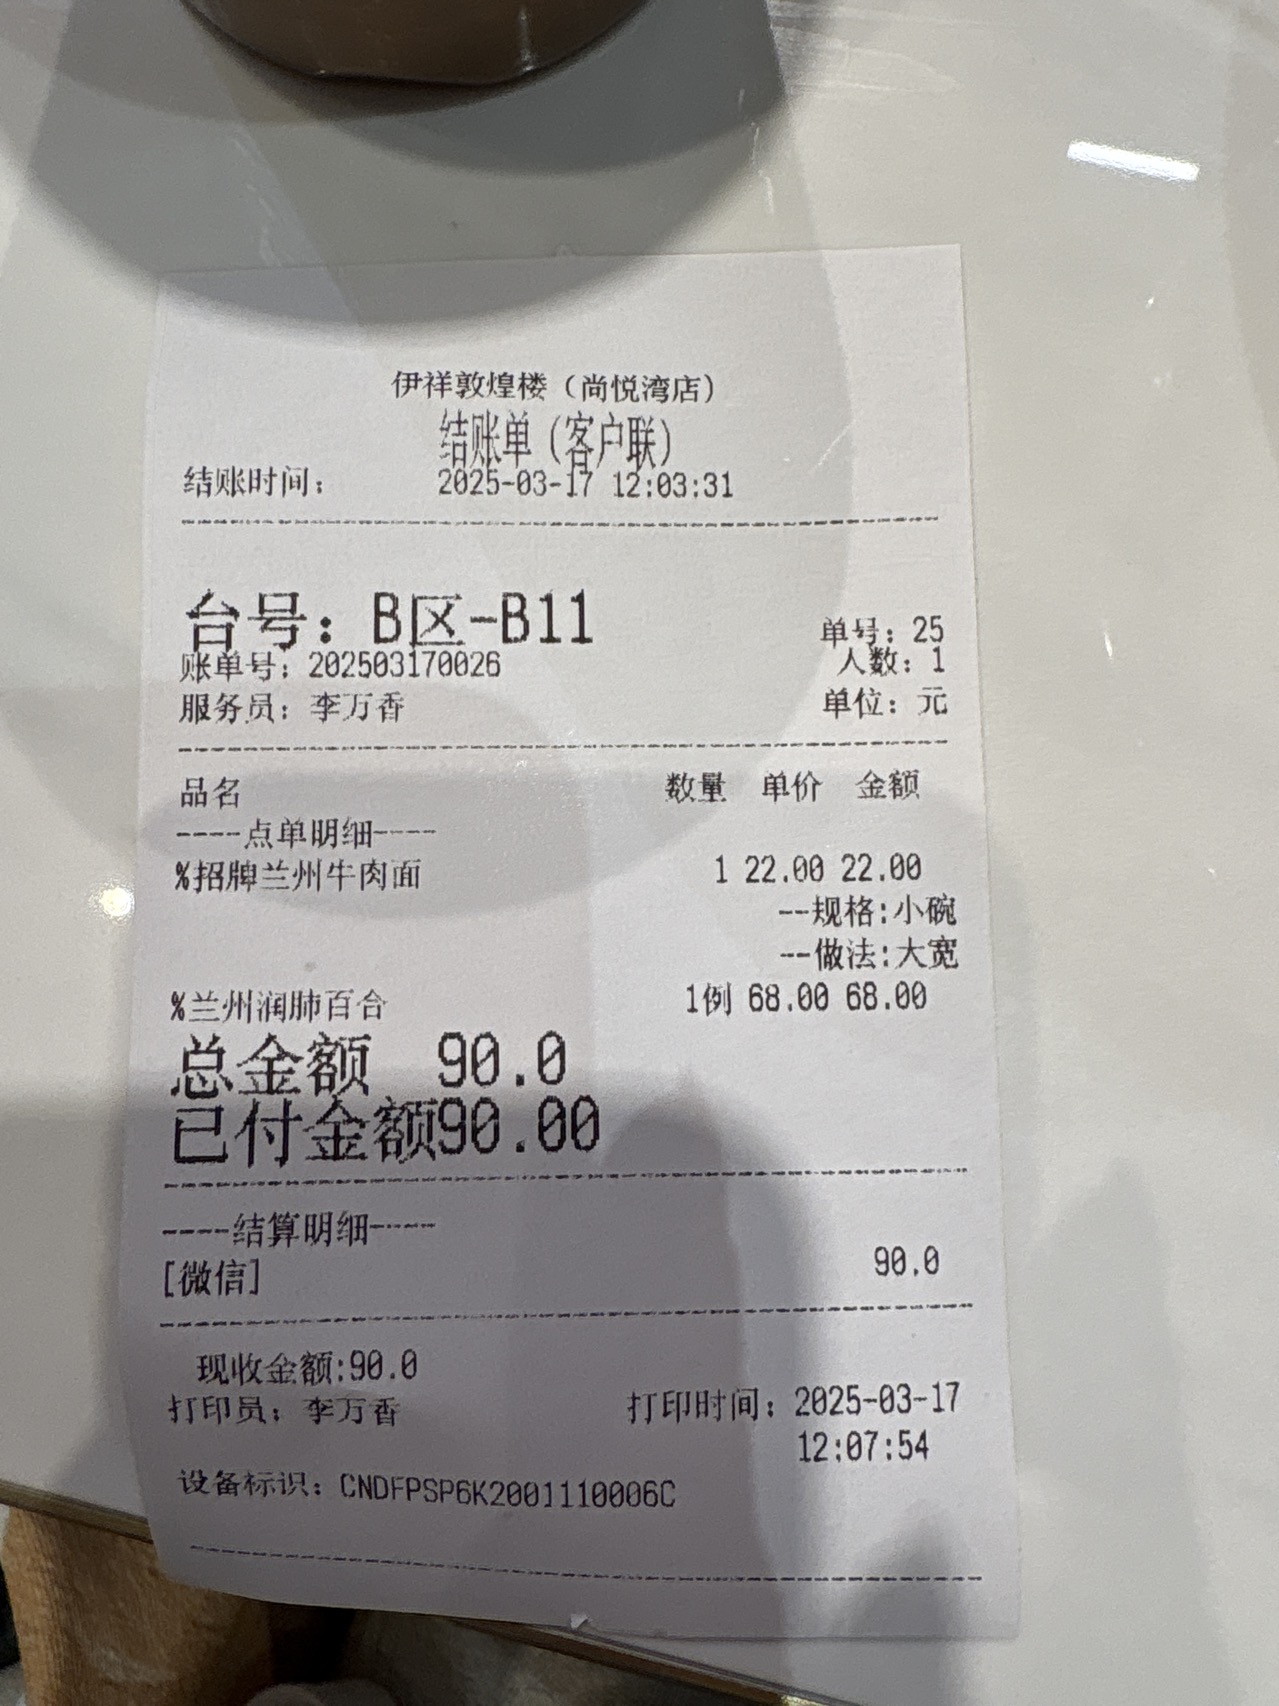 伊祥敦煌楼（尚悦湾店）
结账单（客户联）
结账时间： 2025-03-17 12:03:31
台号：B区-B11
单号：25
账单号：202503170026 人数：1
服务员：李万香 单位：元
品名 数量 单价 金额
----点单明细----
%招牌兰州牛肉面 1 22.00 22.00
--规格:小碗
--做法:大宽
%兰州润肺百合 1例 68.00 68.00
总金额 90.0
已付金额90.00
----结算明细----
[微信] 90.0
现收金额:90.0
打印员：李万香 打印时间：2025-03-17
12:07:54
设备标识：CNDFPSP6K2001110006C